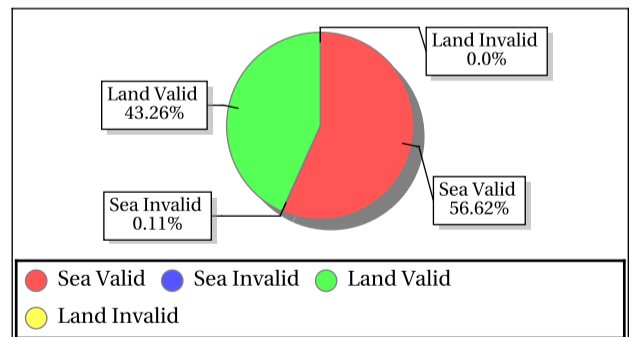 Land Invalid
0.0%
Land Valid
43.26%
Sea Valid
56.62%
Sea Invalid
0.11%
Sea Valid
Sea Invalid
Land Valid
Land Invalid